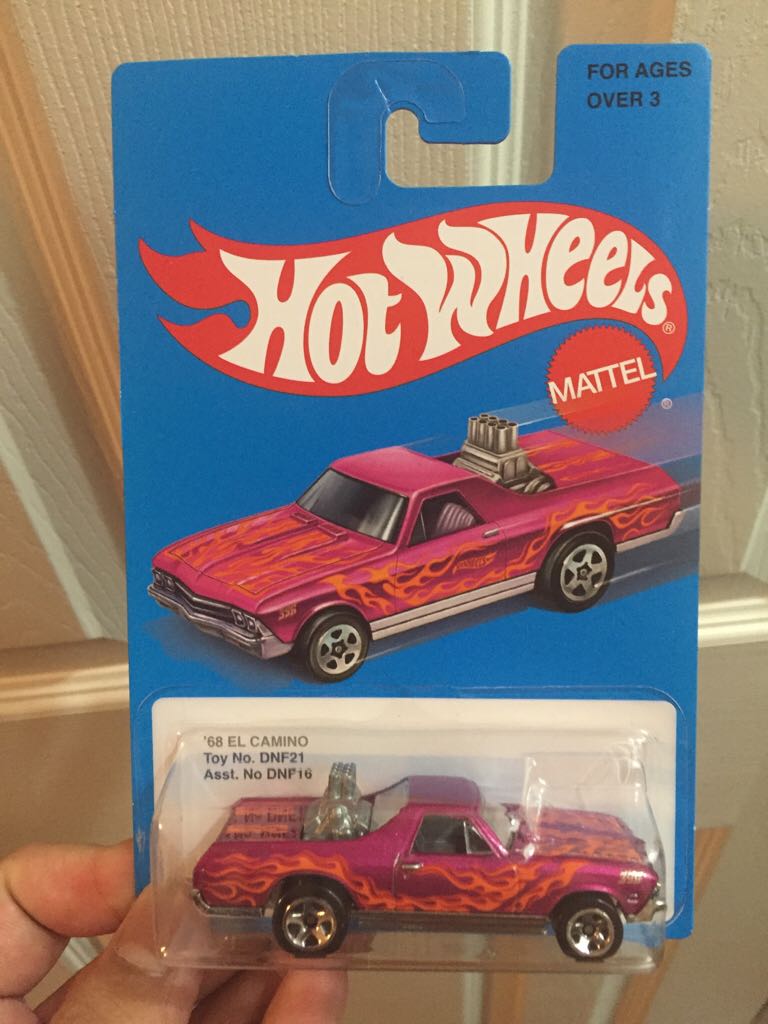 FOR AGES
OVER 3
Hot Wheels®
MATTEL
®
'68 EL CAMINO
Toy No. DNF21
Asst. No DNF16